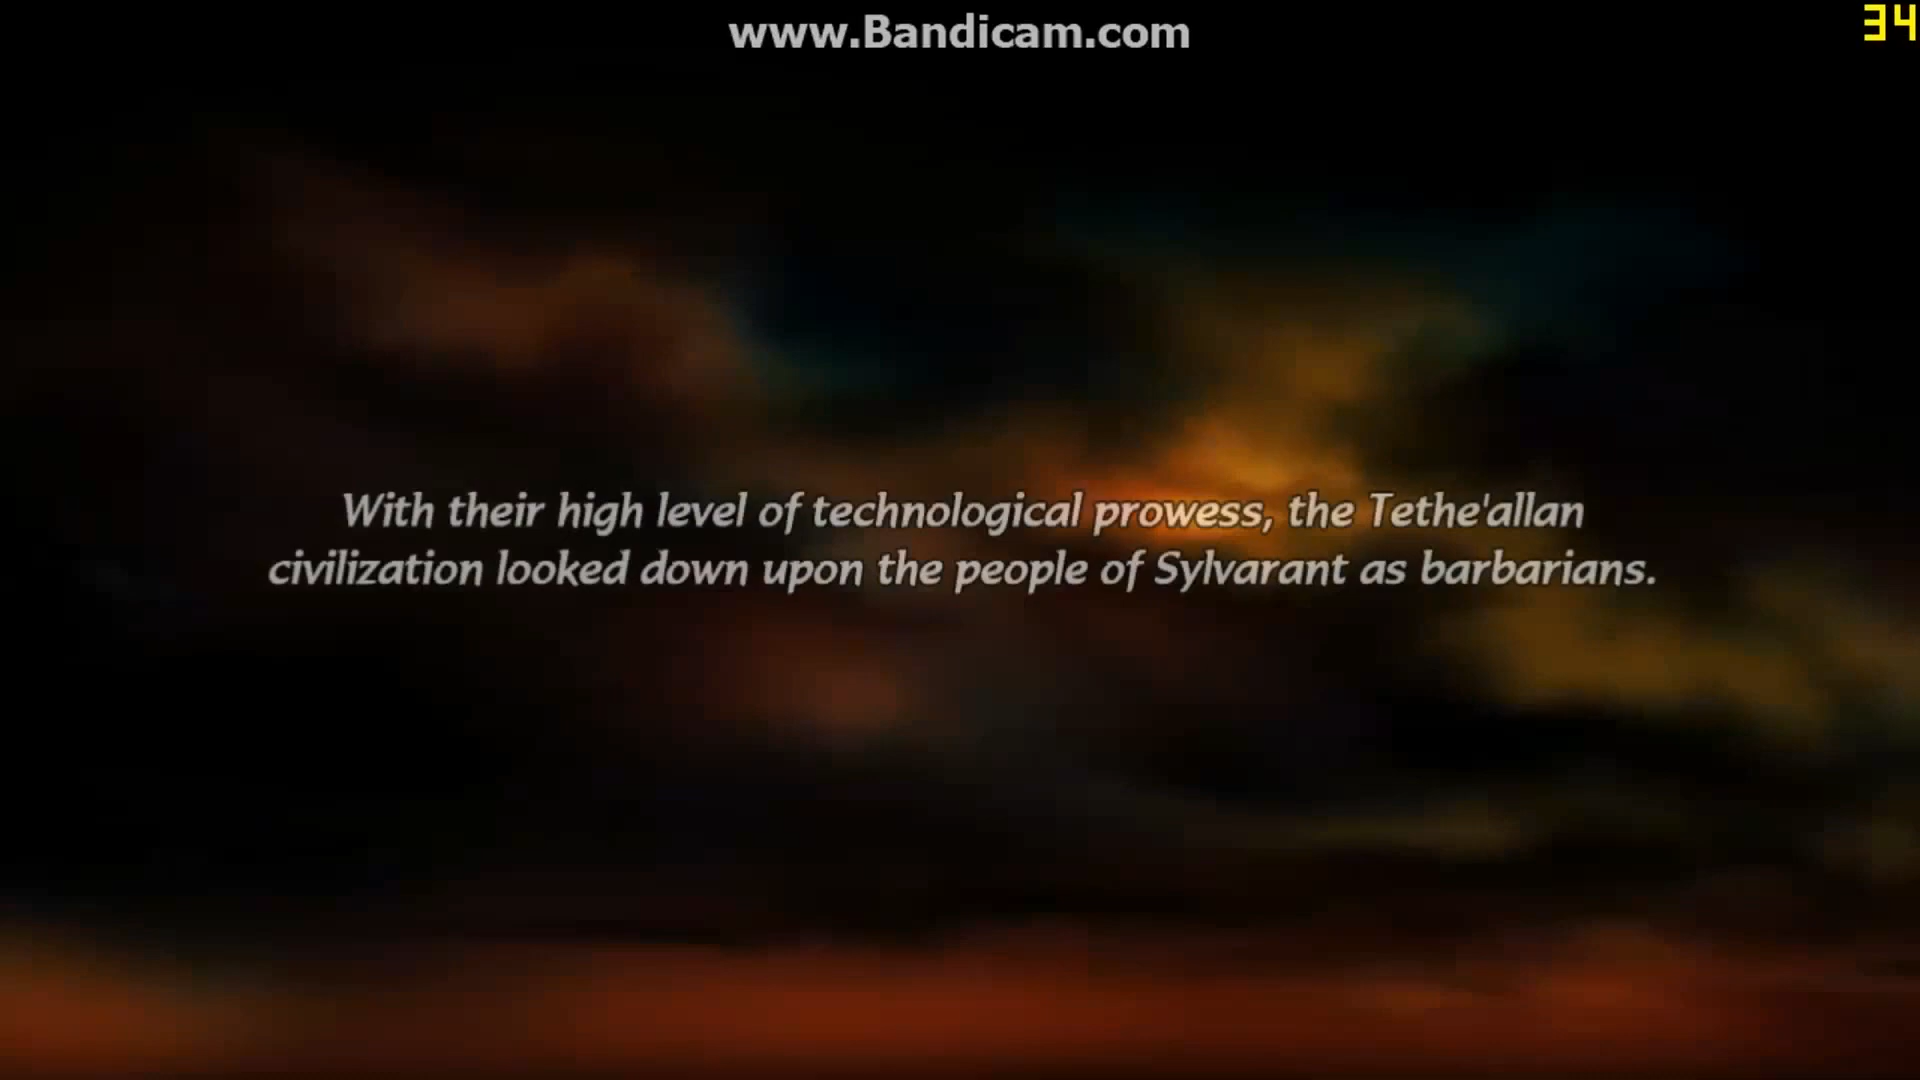 www.Bandicam.com
34
With their high level of technological prowess, the Tethe'allan
civilization looked down upon the people of Sylvarant as barbarians.